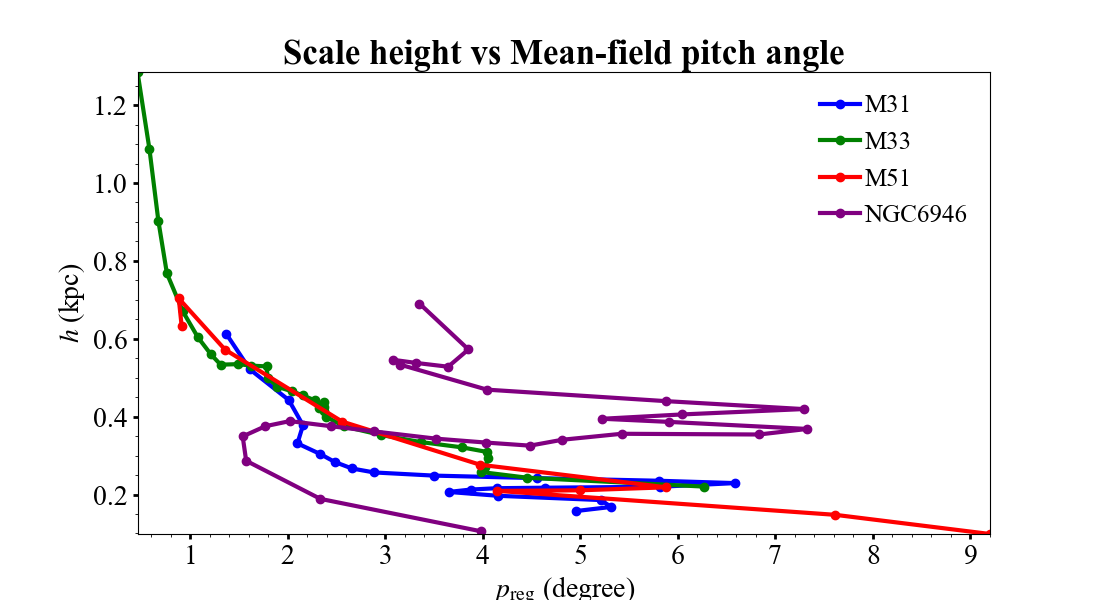 Scale height vs Mean-field pitch angle
M31
M33
M51
NGC6946
h (kpc)
1.2
1.0
0.8
0.6
0.4
0.2
1 2 3 4 5 6 7 8 9
p_reg (degree)